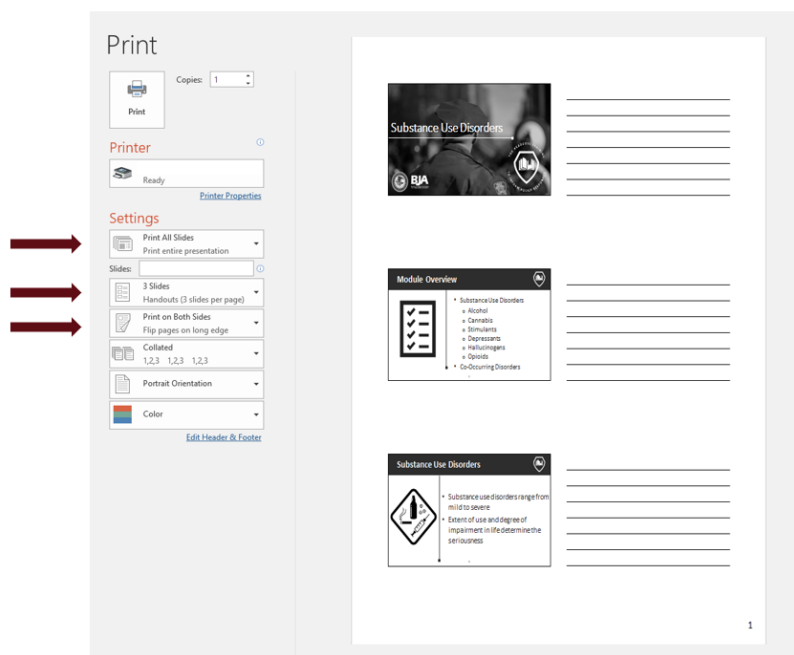 Print
Copies: 1
Print
Printer
Ready
Printer Properties
Settings
Print All Slides
Print entire presentation
Slides:
3 Slides
Handouts (3 slides per page)
Print on Both Sides
Flip pages on long edge
Collated
1,2,3 1,2,3 1,2,3
Portrait Orientation
Color
Edit Header & Footer
Substance Use Disorders
BJA
Module Overview
• Substance Use Disorders
o Alcohol
o Cannabis
o Stimulents
o Depressants
o Hallucinogens
o Opioids
• Co-Occurring Disorders
Substance Use Disorders
• Substance use disorders range from
mild to severe
• Extent of use and degree of
impairment in life determine the
seriousness
1